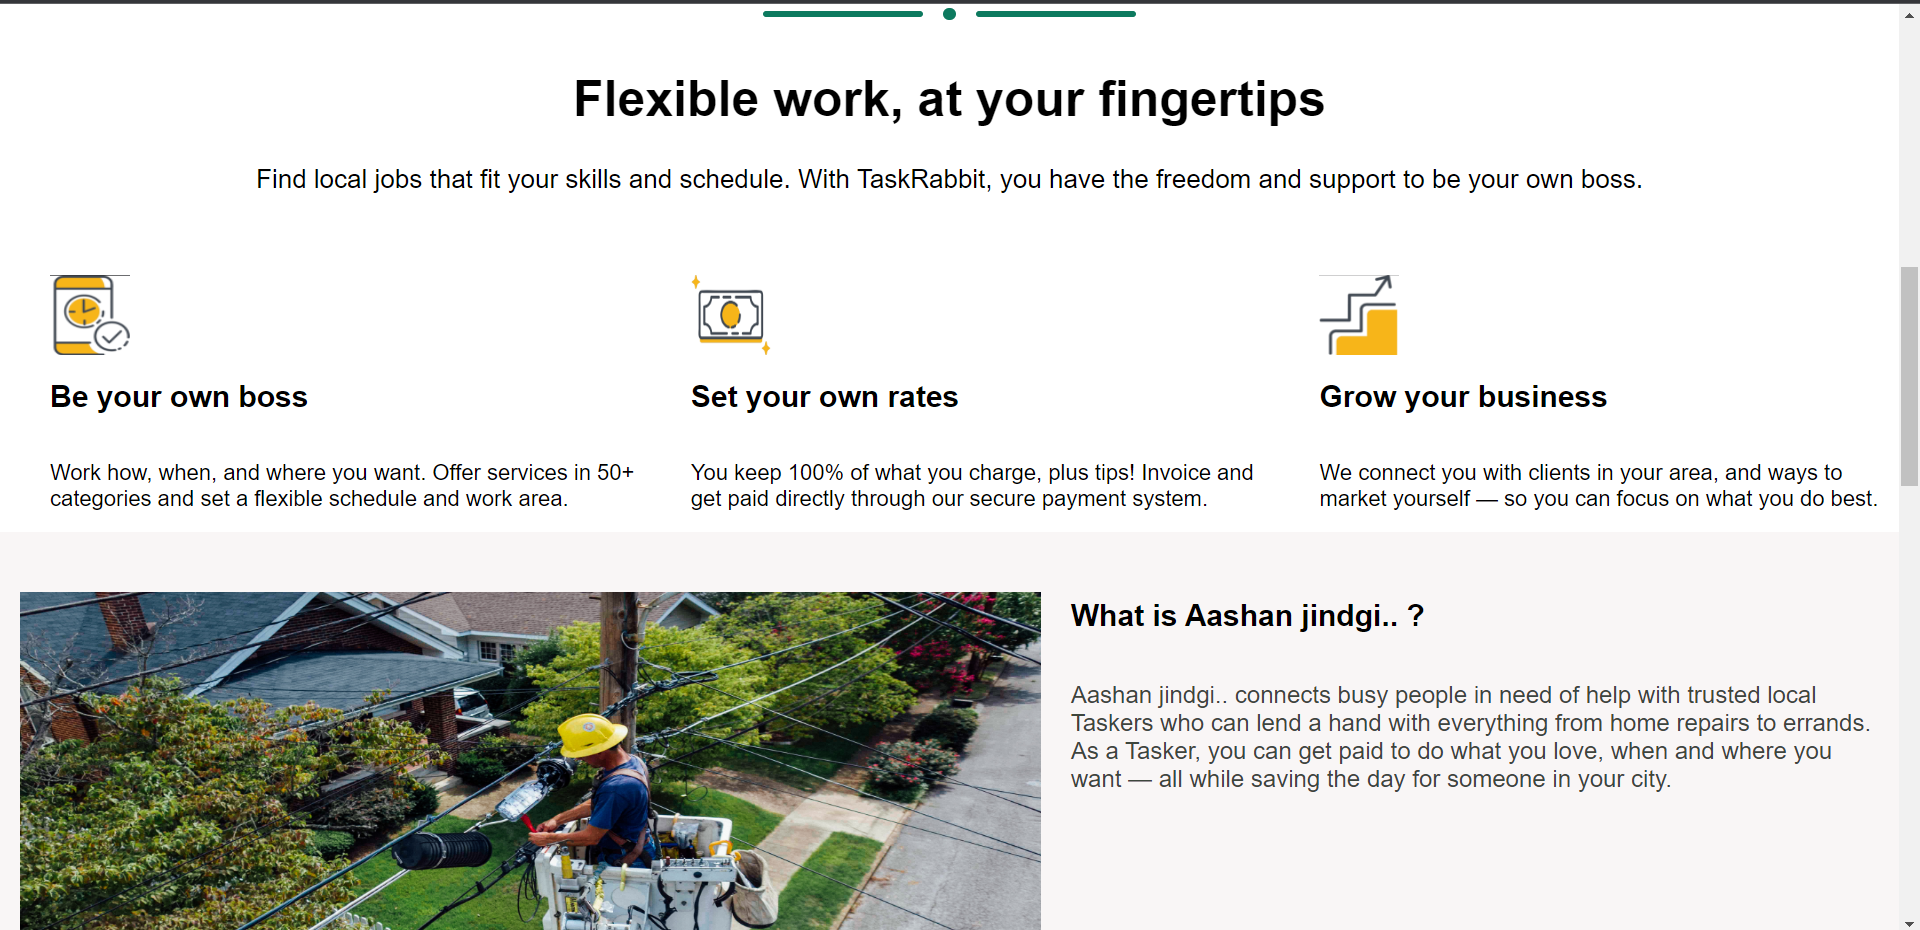 Flexible work, at your fingertips
Find local jobs that fit your skills and schedule. With TaskRabbit, you have the freedom and support to be your own boss.
Be your own boss
Work how, when, and where you want. Offer services in 50+
categories and set a flexible schedule and work area.
Set your own rates
You keep 100% of what you charge, plus tips! Invoice and
get paid directly through our secure payment system.
Grow your business
We connect you with clients in your area, and ways to
market yourself — so you can focus on what you do best.
What is Aashan jindgi.. ?
Aashan jindgi.. connects busy people in need of help with trusted local
Taskers who can lend a hand with everything from home repairs to errands.
As a Tasker, you can get paid to do what you love, when and where you
want — all while saving the day for someone in your city.